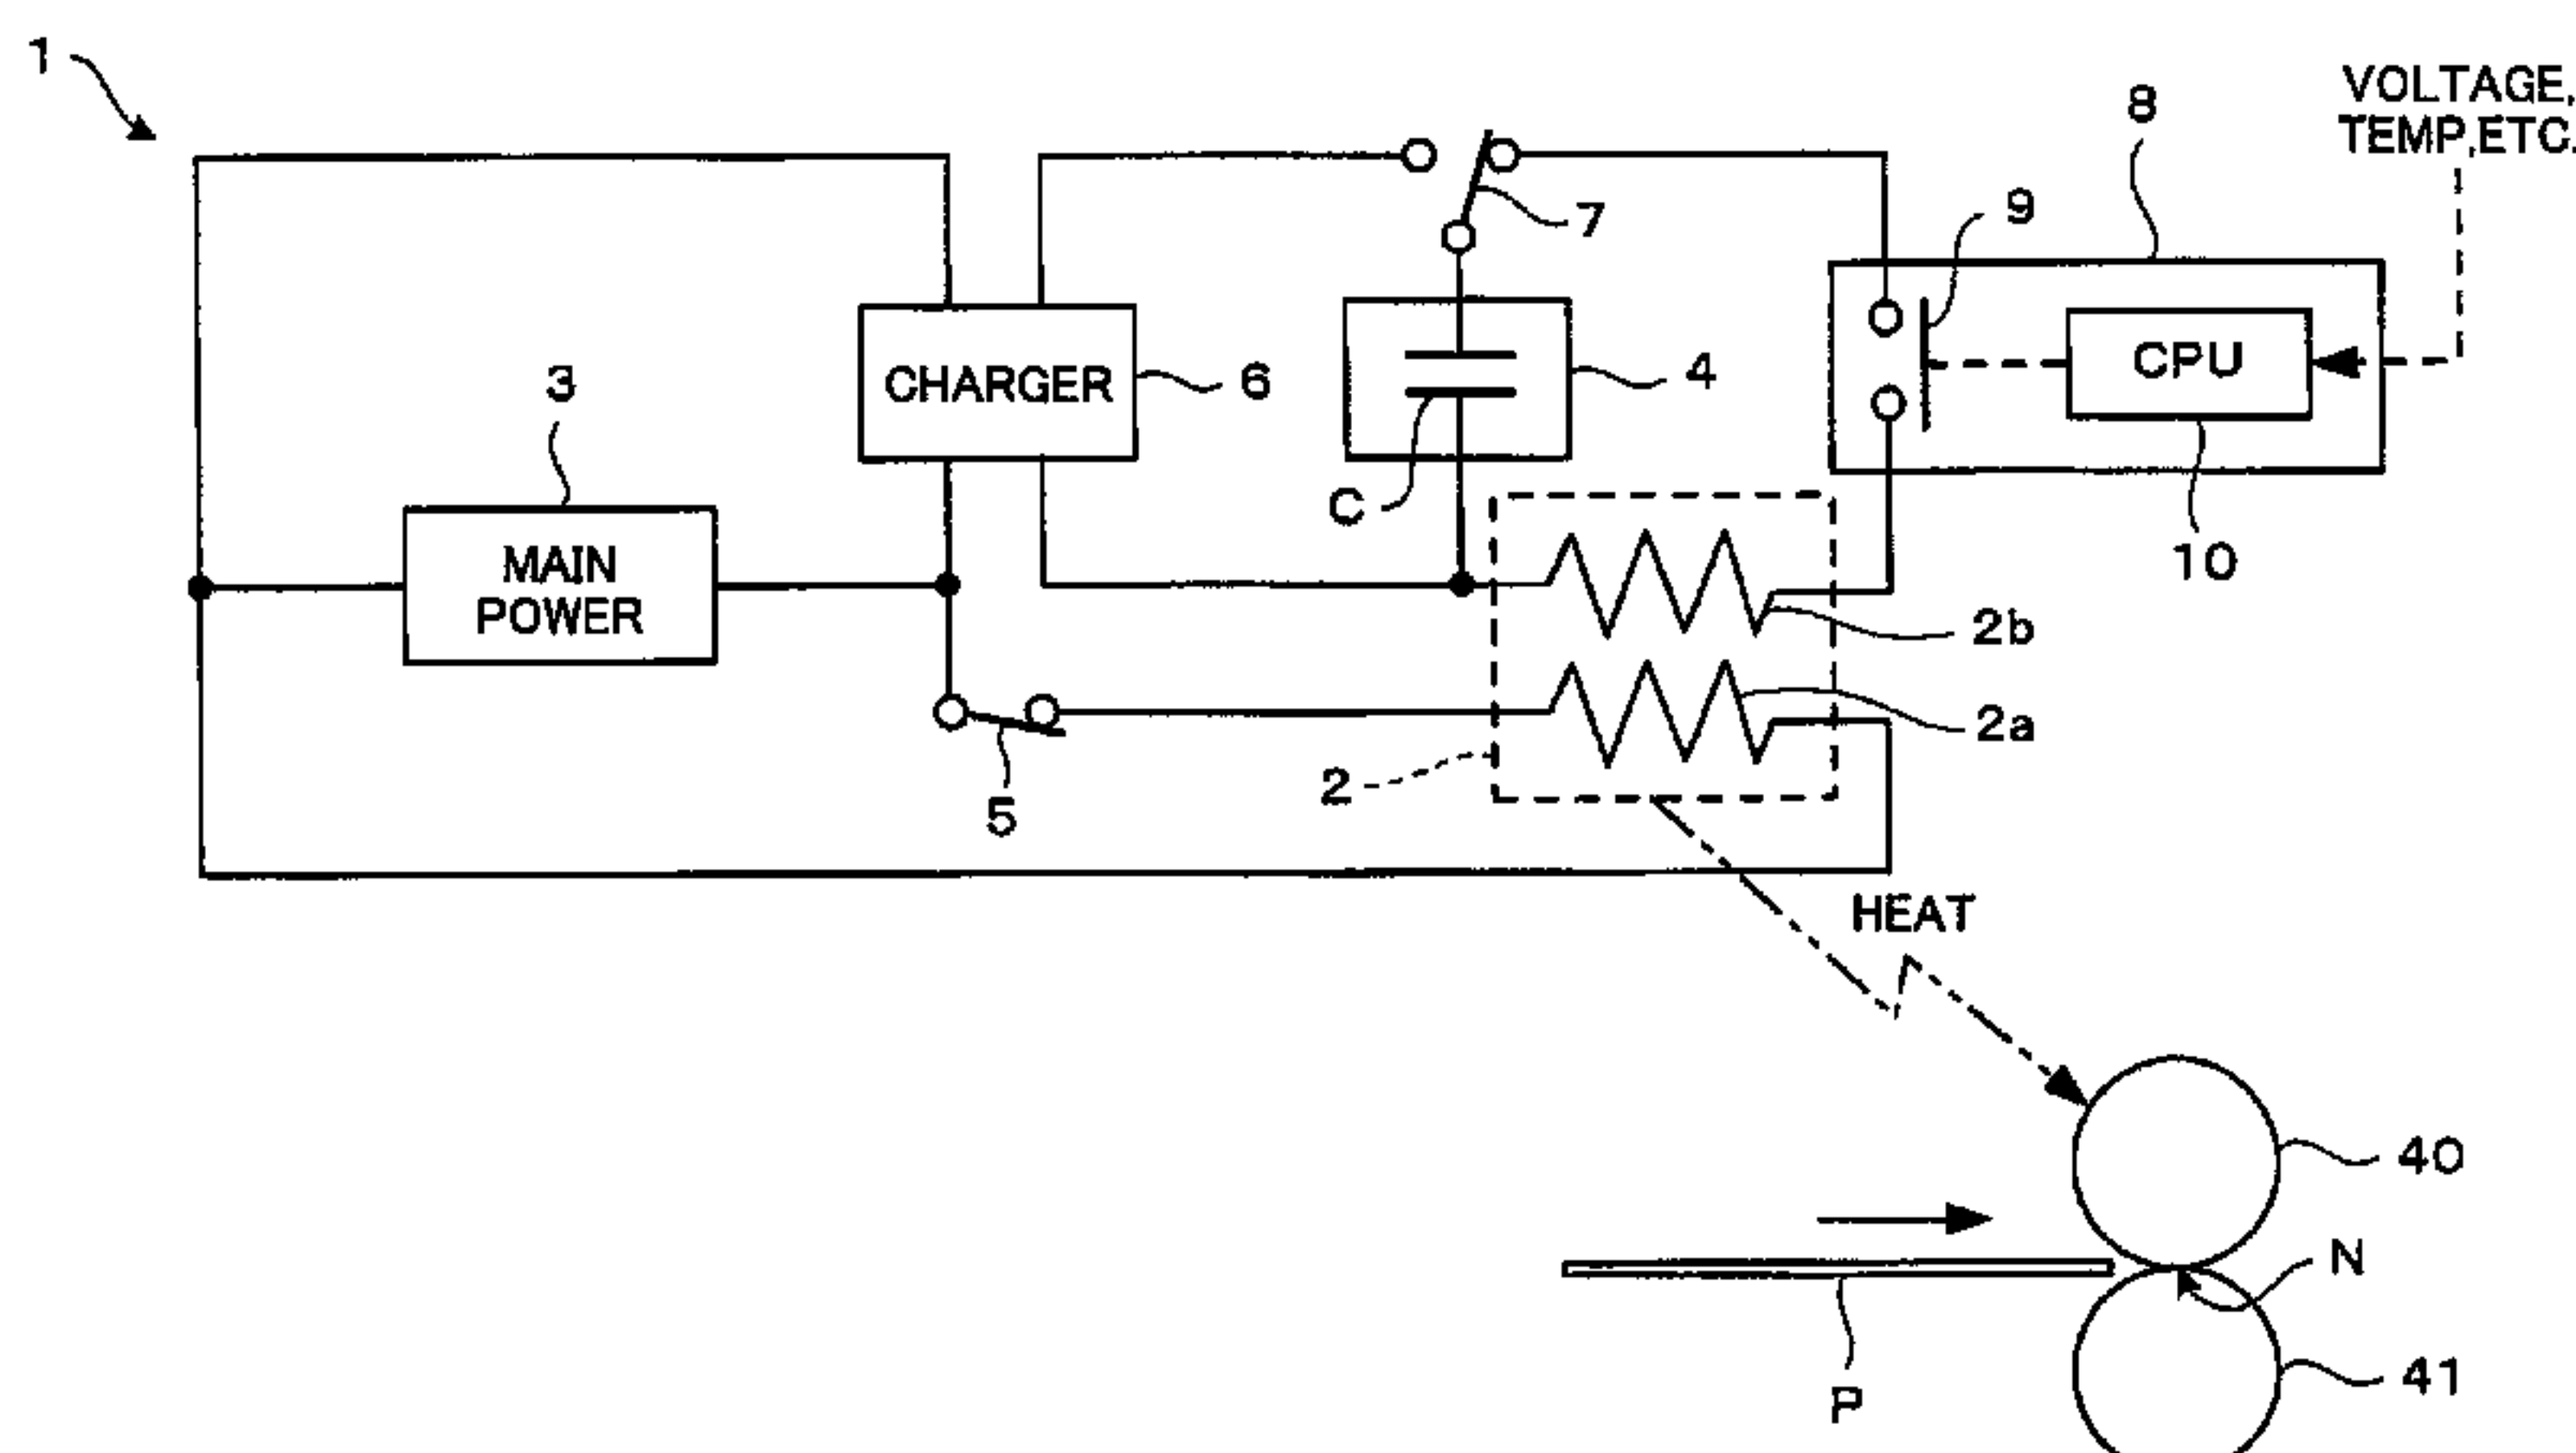 1
VOLTAGE,
TEMP,ETC.
8
9
7
3
CHARGER
6
4
CPU
C
10
MAIN
POWER
2b
2a
2
5
HEAT
40
N
P
41